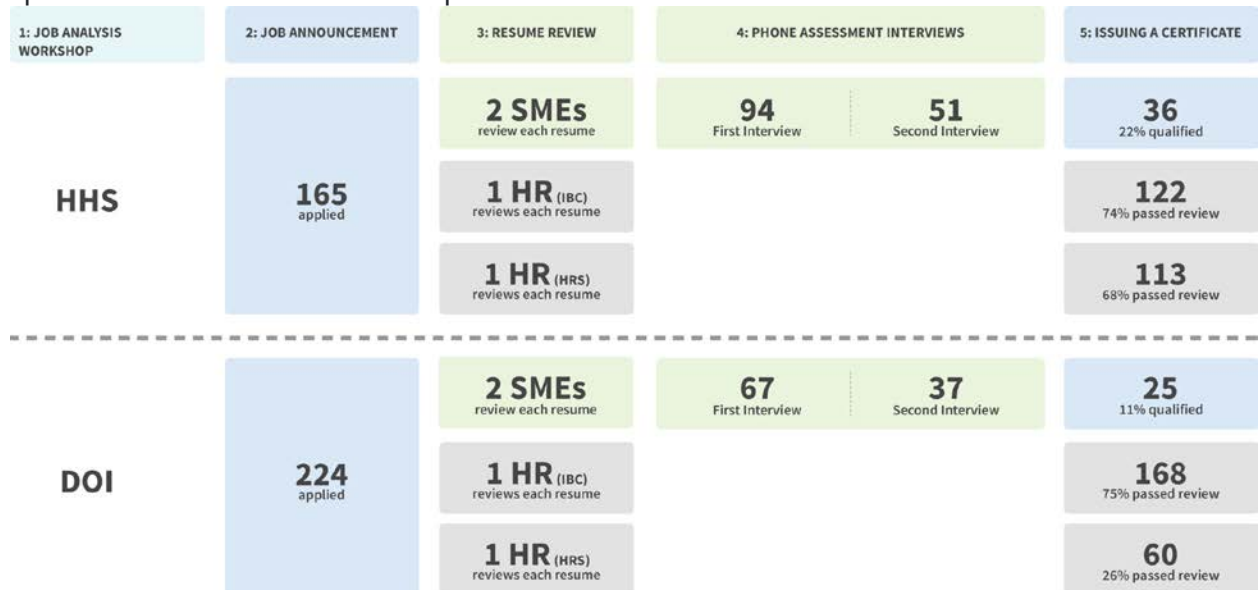 1: JOB ANALYSIS
WORKSHOP
2: JOB ANNOUNCEMENT
3: RESUME REVIEW
4: PHONE ASSESSMENT INTERVIEWS
5: ISSUING A CERTIFICATE
HHS
165
applied
2 SMEs
review each resume
94
First Interview
51
Second Interview
36
22% qualified
1 HR (IBC)
reviews each resume
122
74% passed review
1 HR (HRS)
reviews each resume
113
68% passed review
DOI
224
applied
2 SMEs
review each resume
67
First Interview
37
Second Interview
25
11% qualified
1 HR (IBC)
reviews each resume
168
75% passed review
1 HR (HRS)
reviews each resume
60
26% passed review